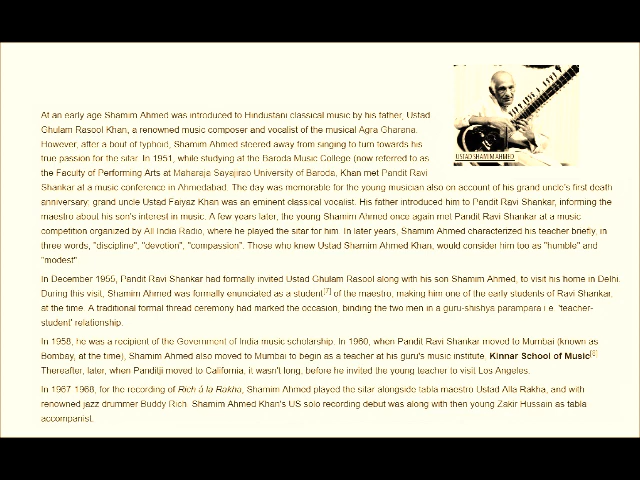 At an early age Shamim Ahmed was introduced to Hindustani classical music by his father, Ustad
Ghulam Rasool Khan, a renowned music composer and vocalist of the musical Agra Gharana.
However, after a bout of typhoid, Shamim Ahmed steered away from singing to turn towards his
true passion for the sitar. In 1951, while studying at the Baroda Music College (now referred to as
the Faculty of Performing Arts at Maharaja Sayajirao University of Baroda, Khan met Pandit Ravi
USTAD SHAMIM AHMED
Shankar at a music conference in Ahmedabad. The day was memorable for the young musician also on account of his grand uncle's first death
anniversary: grand uncle Ustad Faiyaz Khan was an eminent classical vocalist. His father introduced him to Pandit Ravi Shankar, informing the
maestro about his son's interest in music. A few years later, the young Shamim Ahmed once again met Pandit Ravi Shankar at a music
competition organized by All India Radio, where he played the sitar for him. In later years, Shamim Ahmed characterized his teacher briefly, in
three words, "discipline", "devotion", "compassion". Those who knew Ustad Shamim Ahmed Khan, would consider him too as "humble" and
"modest"
In December 1955, Pandit Ravi Shankar had formally invited Ustad Ghulam Rasool along with his son Shamim Ahmed, to visit his home in Delhi.
During this visit, Shamim Ahmed was formally enunciated as a student[7] of the maestro, making him one of the early students of Ravi Shankar,
at the time. A traditional formal thread ceremony had marked the occasion, binding the two men in a guru-shishya parampara i.e. 'teacher-
student' relationship.
In 1958, he was a recipient of the Government of India music scholarship. In 1960, when Pandit Ravi Shankar moved to Mumbai (known as
Bombay, at the time), Shamim Ahmed also moved to Mumbai to begin as a teacher at his guru's music institute, Kinnar School of Music[8]
Thereafter, later, when Panditji moved to California, it wasn't long, before he invited the young teacher to visit Los Angeles.
In 1967-1968, for the recording of Rich á la Rakha, Shamim Ahmed played the sitar alongside tabla maestro Ustad Alla Rakha, and with
renowned jazz drummer Buddy Rich. Shamim Ahmed Khan's US solo recording debut was along with then young Zakir Hussain as tabla
accompanist.